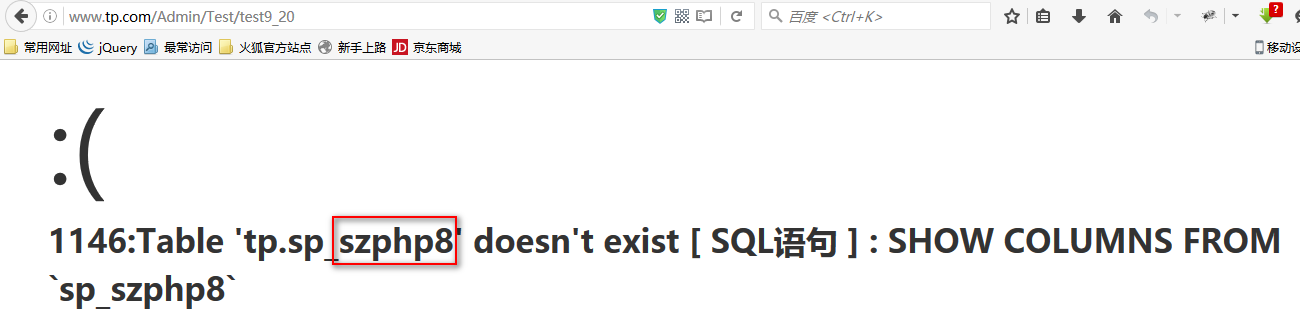 www.tp.com/Admin/Test/test9_20
百度 <Ctrl+K>
?
常用网址 jQuery 最常访问 火狐官方站点 新手上路 JD 京东商城 移动设
:(
1146:Table 'tp.sp_szphp8' doesn't exist [ SQL语句 ] : SHOW COLUMNS FROM
`sp_szphp8`